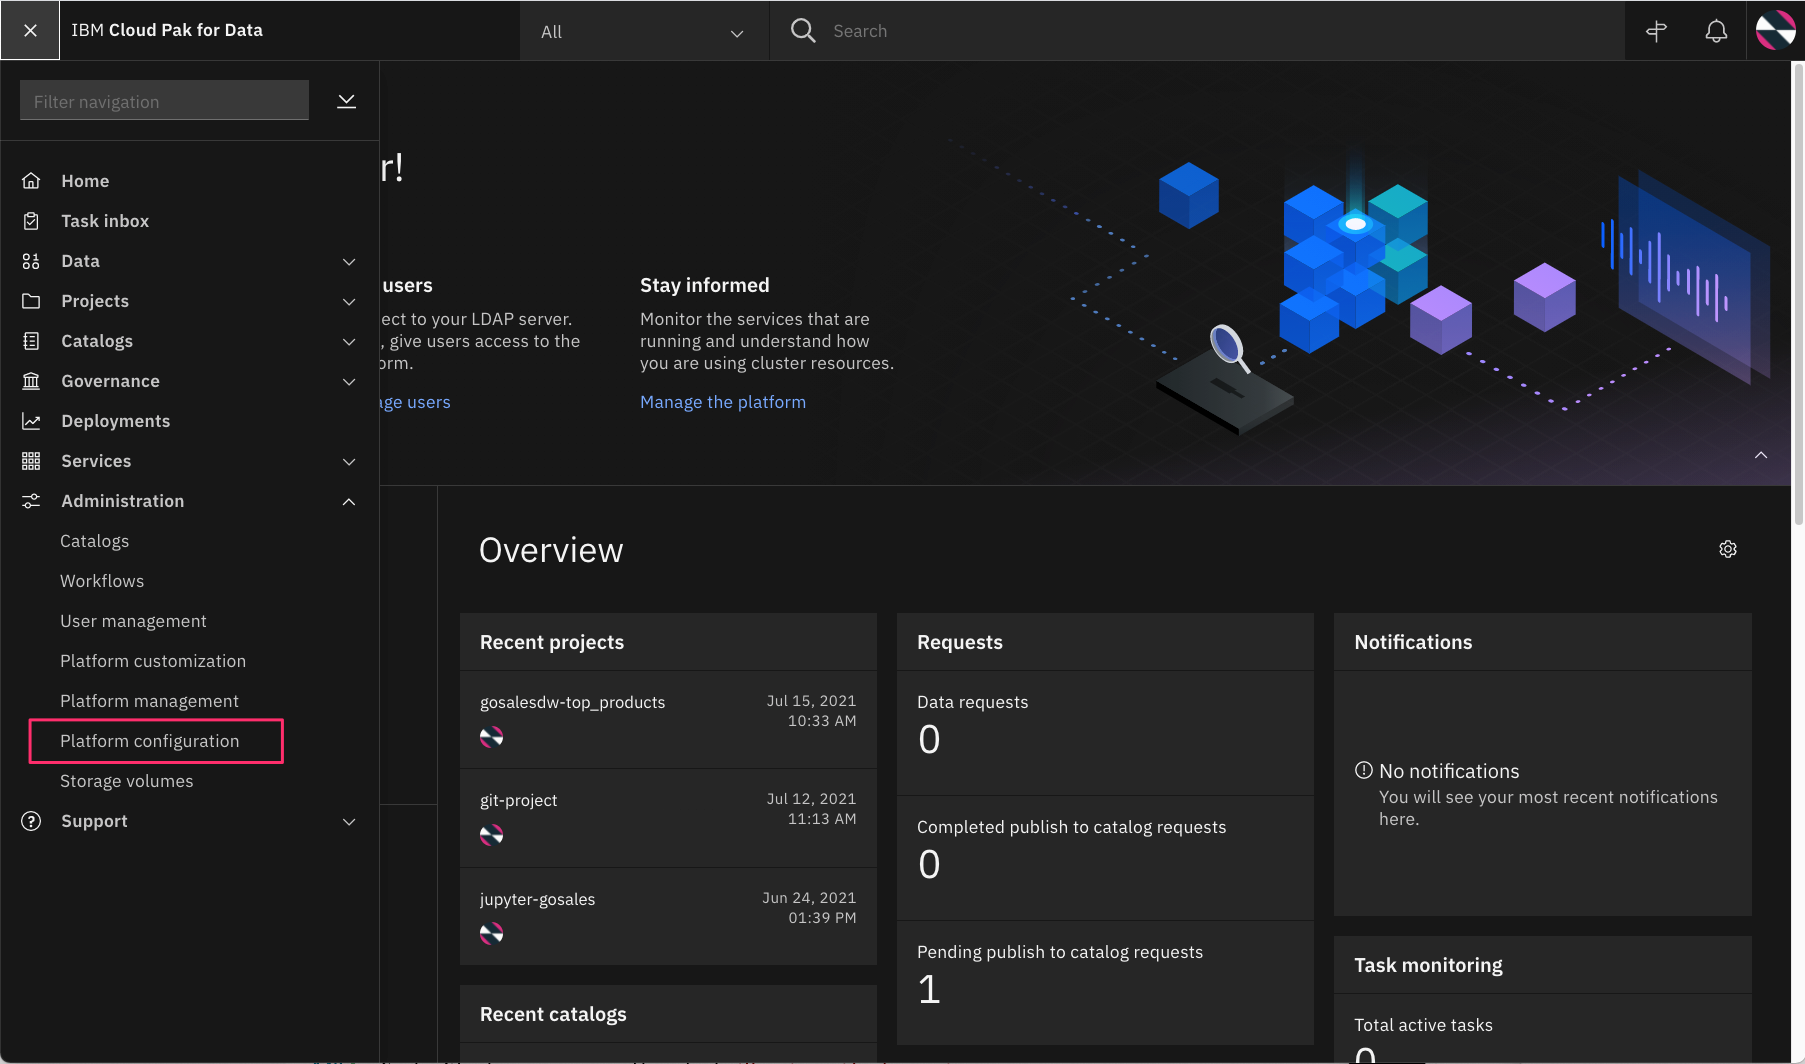 IBM Cloud Pak for Data
All
Search
Filter navigation
Home
Task inbox
Data
Projects
Catalogs
Governance
Deployments
Services
Administration
Catalogs
Workflows
User management
Platform customization
Platform management
Platform configuration
Storage volumes
Support
r!
users
ect to your LDAP server.
, give users access to the
orm.
age users
Stay informed
Monitor the services that are
running and understand how
you are using cluster resources.
Manage the platform
Overview
Recent projects
gosalesdw-top_products
Jul 15, 2021
10:33 AM
git-project
Jul 12, 2021
11:13 AM
jupyter-gosales
Jun 24, 2021
01:39 PM
Recent catalogs
Requests
Data requests
0
Completed publish to catalog requests
0
Pending publish to catalog requests
1
Notifications
No notifications
You will see your most recent notifications
here.
Task monitoring
Total active tasks
0